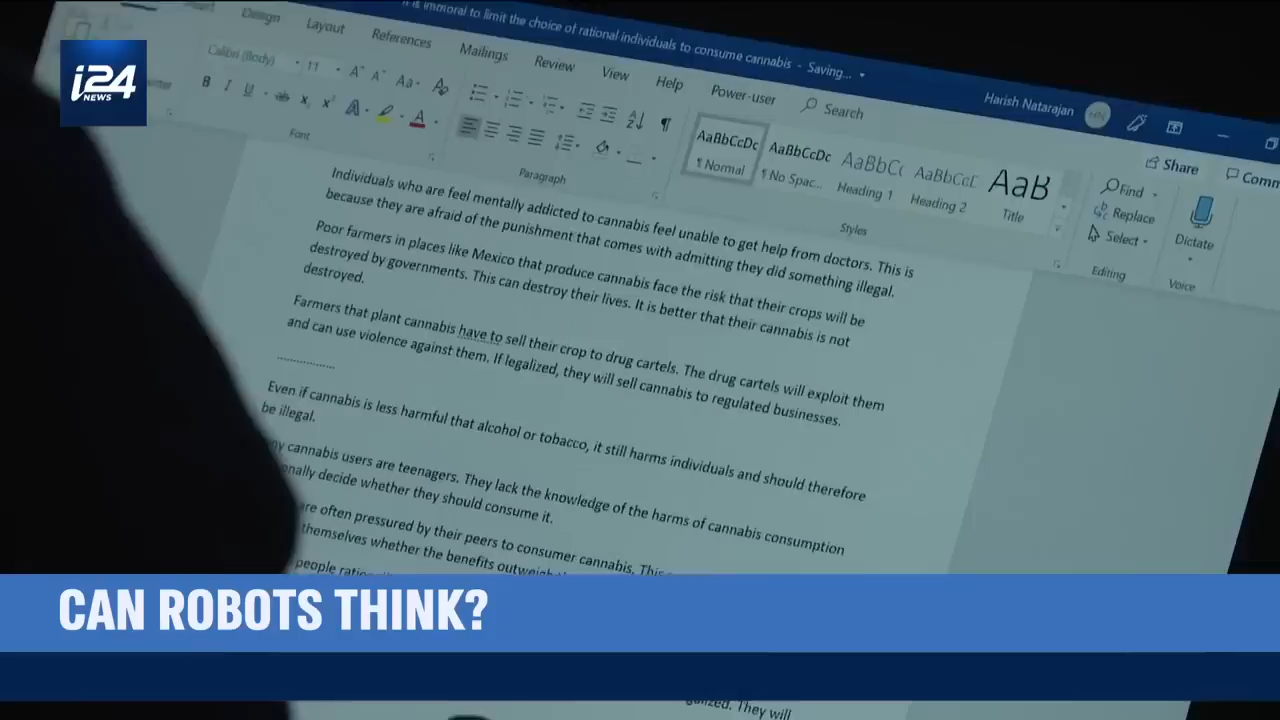 is immoral to limit the choice of rational individuals to consume cannabis - Saving...
Harish Natarajan
HN
Design
Layout
References
Mailings
Review
View
Help
Power-user
Search
Share
Calibri (Body)
11
Aa
B I U ab x₂ x²
A
A
Font
Paragraph
AaBbCcDc
¶ Normal
AaBbCcDc
¶ No Spac...
AaBbCc
Heading 1
AaBbCcD
Heading 2
AaB
Title
Styles
Find
Replace
Select
Editing
Dictate
Voice
i24
NEWS
Individuals who are feel mentally addicted to cannabis feel unable to get help from doctors. This is
because they are afraid of the punishment that comes with admitting they did something illegal.
Poor farmers in places like Mexico that produce cannabis face the risk that their crops will be
destroyed by governments. This can destroy their lives. It is better that their cannabis is not
destroyed.
Farmers that plant cannabis have to sell their crop to drug cartels. The drug cartels will exploit them
and can use violence against them. If legalized, they will sell cannabis to regulated businesses.
................
Even if cannabis is less harmful that alcohol or tobacco, it still harms individuals and should therefore
be illegal.
cannabis users are teenagers. They lack the knowledge of the harms of cannabis consumption
decide whether they should consume it.
are often pressured by their peers to consumer cannabis. This
themselves whether the benefits
people
CAN ROBOTS THINK?
They will